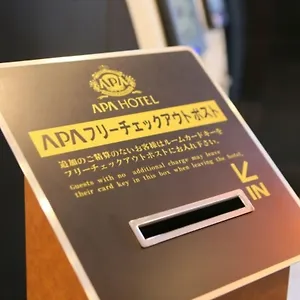 APA
APA HOTEL
APAフリーチェックアウトポスト
追加のご精算のないお客様はルームカードキーを
フリーチェックアウトポストにお入れ下さい。
Guests with no additional charge may leave
their card key in this box when leaving the hotel.
IN